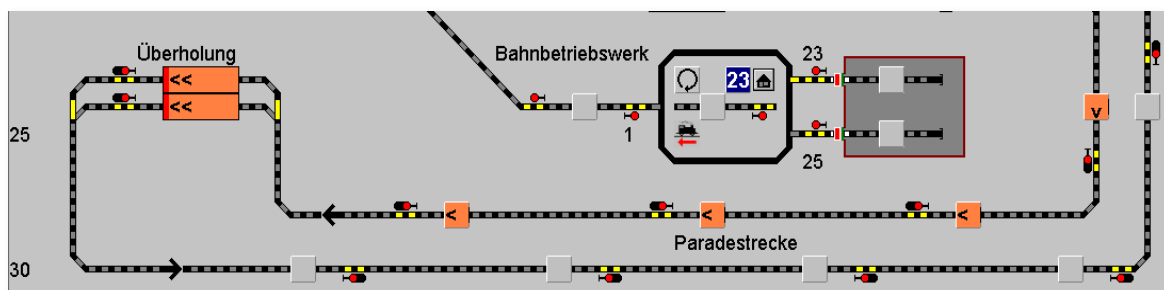 Überholung
<<
<<
25
30
Bahnbetriebswerk
23
23
1
25
v
<
<
<
Paradestrecke